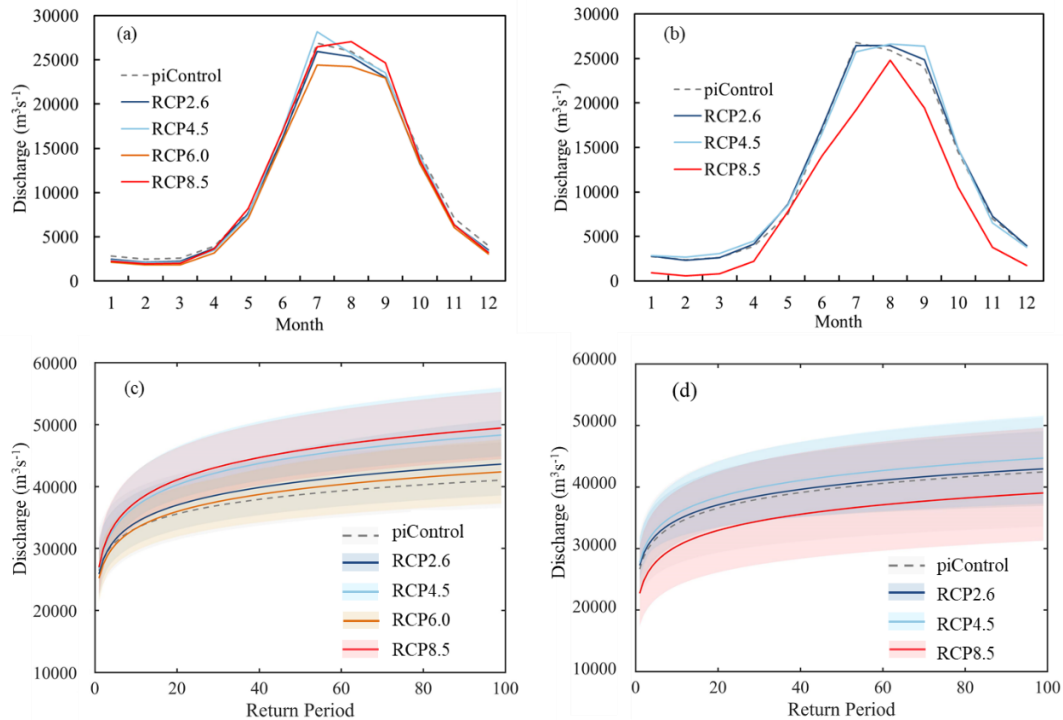 (a)
30000
25000
20000
15000
10000
5000
0
Discharge (m³s⁻¹)
piControl
RCP2.6
RCP4.5
RCP6.0
RCP8.5
1 2 3 4 5 6 7 8 9 10 11 12
Month
(b)
30000
25000
20000
15000
10000
5000
0
Discharge (m³s⁻¹)
piControl
RCP2.6
RCP4.5
RCP8.5
1 2 3 4 5 6 7 8 9 10 11 12
Month
(c)
60000
50000
40000
30000
20000
10000
Discharge (m³s⁻¹)
piControl
RCP2.6
RCP4.5
RCP6.0
RCP8.5
0 20 40 60 80 100
Return Period
(d)
60000
50000
40000
30000
20000
10000
Discharge (m³s⁻¹)
piControl
RCP2.6
RCP4.5
RCP8.5
0 20 40 60 80 100
Return Period